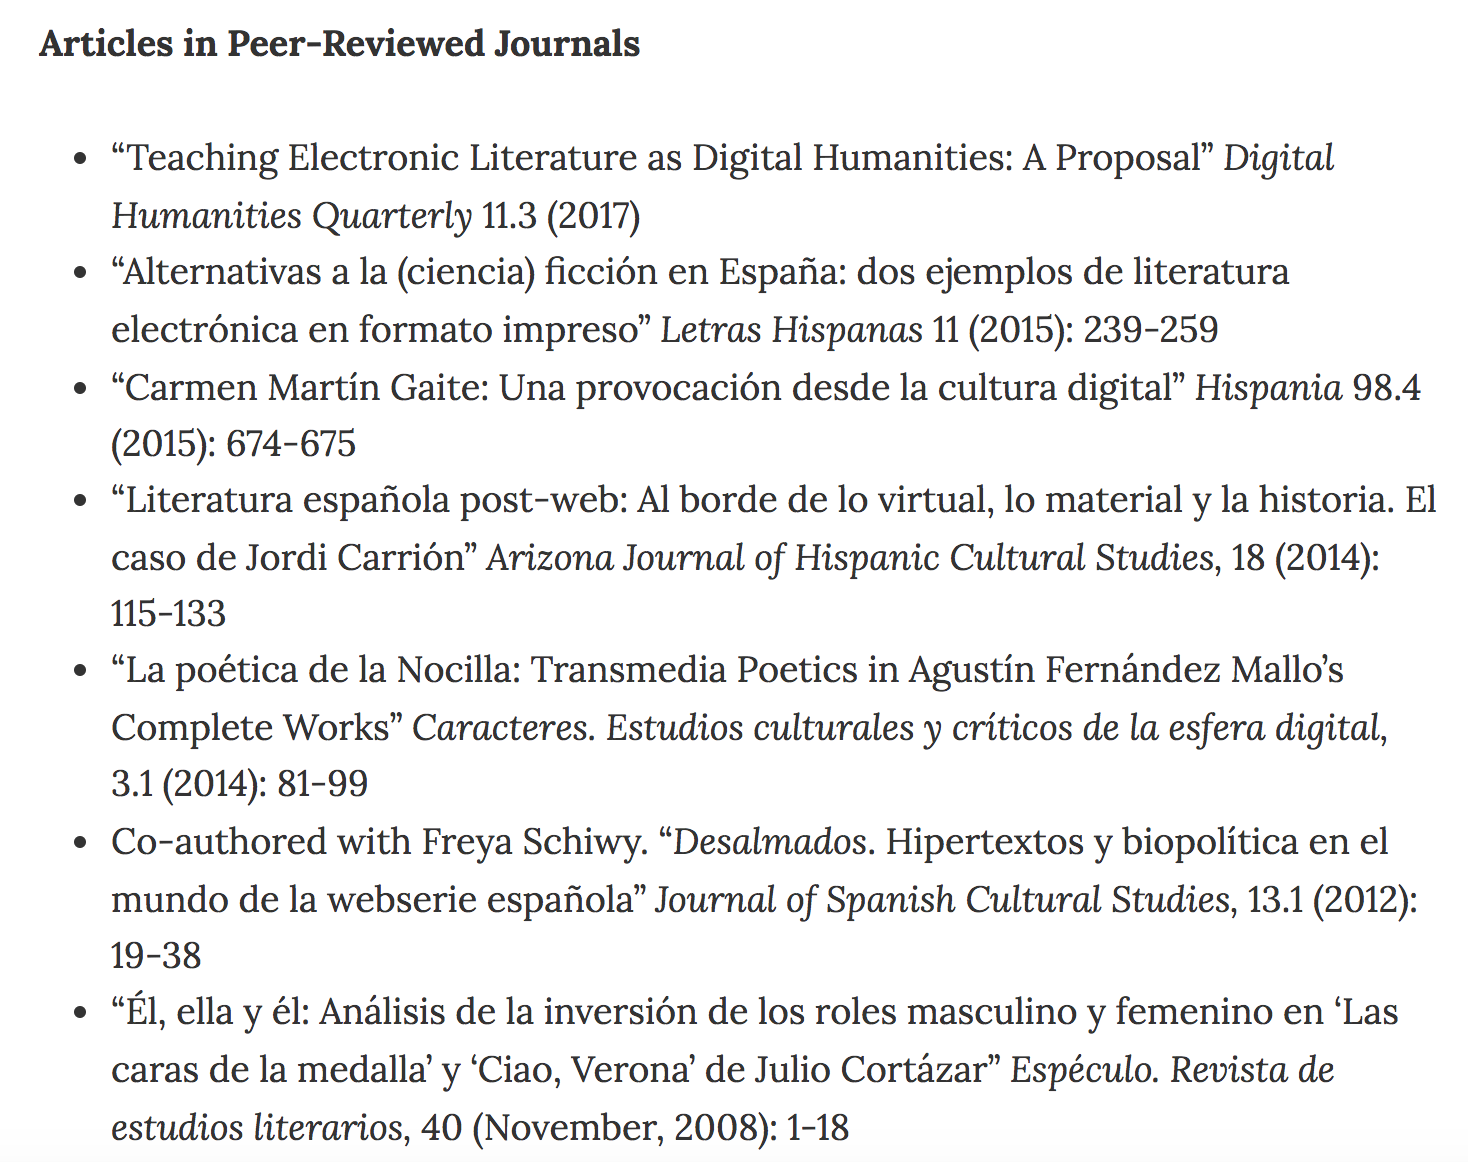 Articles in Peer-Reviewed Journals
• “Teaching Electronic Literature as Digital Humanities: A Proposal” Digital
Humanities Quarterly 11.3 (2017)
• “Alternativas a la (ciencia) ficción en España: dos ejemplos de literatura
electrónica en formato impreso” Letras Hispanas 11 (2015): 239-259
• “Carmen Martín Gaite: Una provocación desde la cultura digital” Hispania 98.4
(2015): 674-675
• “Literatura española post-web: Al borde de lo virtual, lo material y la historia. El
caso de Jordi Carrión” Arizona Journal of Hispanic Cultural Studies, 18 (2014):
115-133
• “La poética de la Nocilla: Transmedia Poetics in Agustín Fernández Mallo’s
Complete Works” Caracteres. Estudios culturales y críticos de la esfera digital,
3.1 (2014): 81-99
• Co-authored with Freya Schiwy. “Desalmados. Hipertextos y biopolítica en el
mundo de la webserie española” Journal of Spanish Cultural Studies, 13.1 (2012):
19-38
• “Él, ella y él: Análisis de la inversión de los roles masculino y femenino en ‘Las
caras de la medalla’ y ‘Ciao, Verona’ de Julio Cortázar” Espéculo. Revista de
estudios literarios, 40 (November, 2008): 1-18